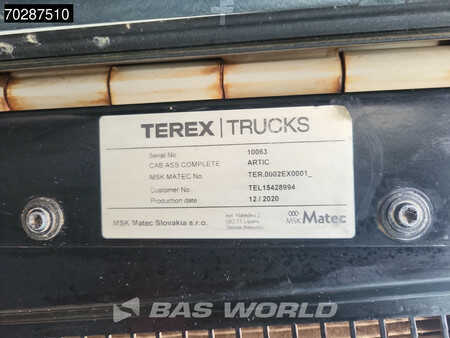 70287510
TEREX | TRUCKS
Serial No. 10063
CAB ASS COMPLETE ARTIC
MSK MATEC No. TER.0002EX0001_
Customer No. TEL15428994
Production date 12 / 2020
MSK Matec Slovakia s.r.o.
MSK Matec
BAS WORLD